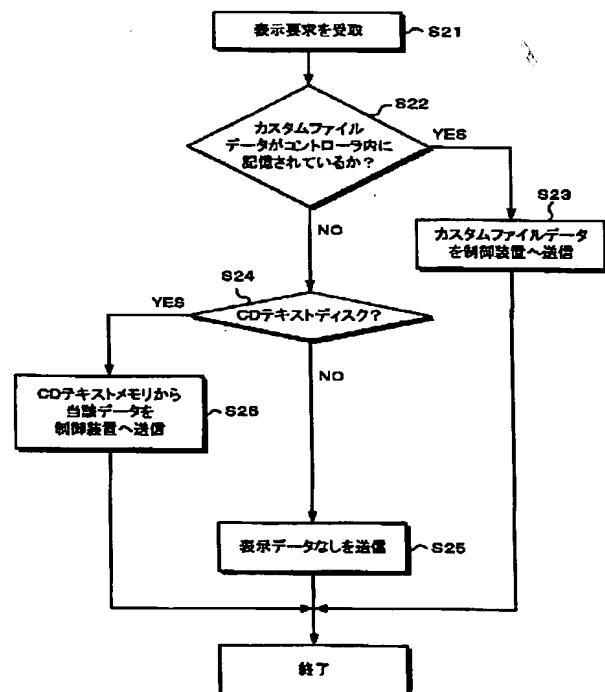 表示要求を受取
S21
S22
カスタムファイル
データがコントローラ内に
記憶されているか？
YES
S23
カスタムファイルデータ
を制御装置へ送信
NO
S24
YES
CDテキストディスク？
NO
CDテキストメモリから
当該データを
制御装置へ送信
S26
表示データなしを送信
S25
終了